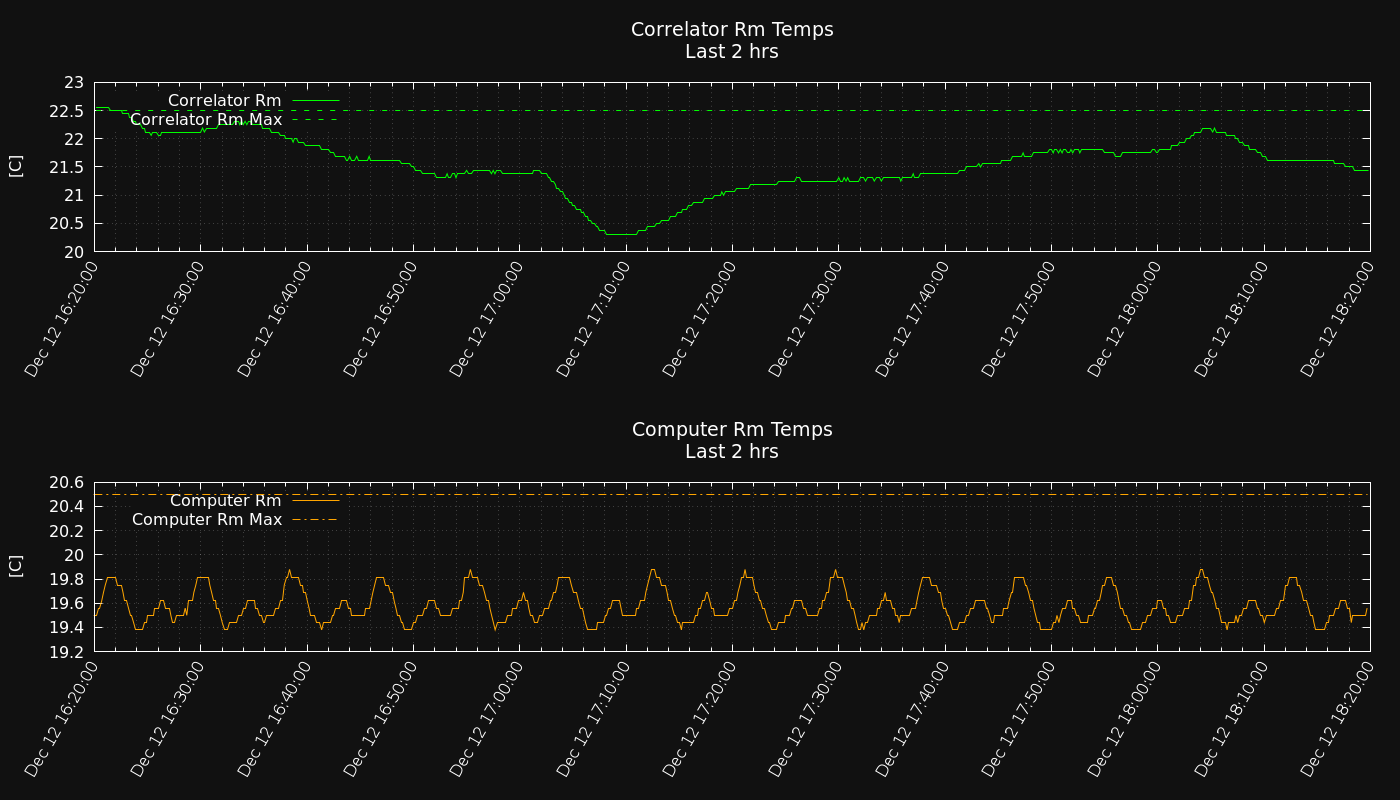 Correlator Rm Temps
Last 2 hrs
Correlator Rm
Correlator Rm Max
[C]
23
22.5
22
21.5
21
20.5
20
Dec 12 16:20:00
Dec 12 16:30:00
Dec 12 16:40:00
Dec 12 16:50:00
Dec 12 17:00:00
Dec 12 17:10:00
Dec 12 17:20:00
Dec 12 17:30:00
Dec 12 17:40:00
Dec 12 17:50:00
Dec 12 18:00:00
Dec 12 18:10:00
Dec 12 18:20:00
Computer Rm Temps
Last 2 hrs
Computer Rm
Computer Rm Max
[C]
20.6
20.4
20.2
20
19.8
19.6
19.4
19.2
Dec 12 16:20:00
Dec 12 16:30:00
Dec 12 16:40:00
Dec 12 16:50:00
Dec 12 17:00:00
Dec 12 17:10:00
Dec 12 17:20:00
Dec 12 17:30:00
Dec 12 17:40:00
Dec 12 17:50:00
Dec 12 18:00:00
Dec 12 18:10:00
Dec 12 18:20:00